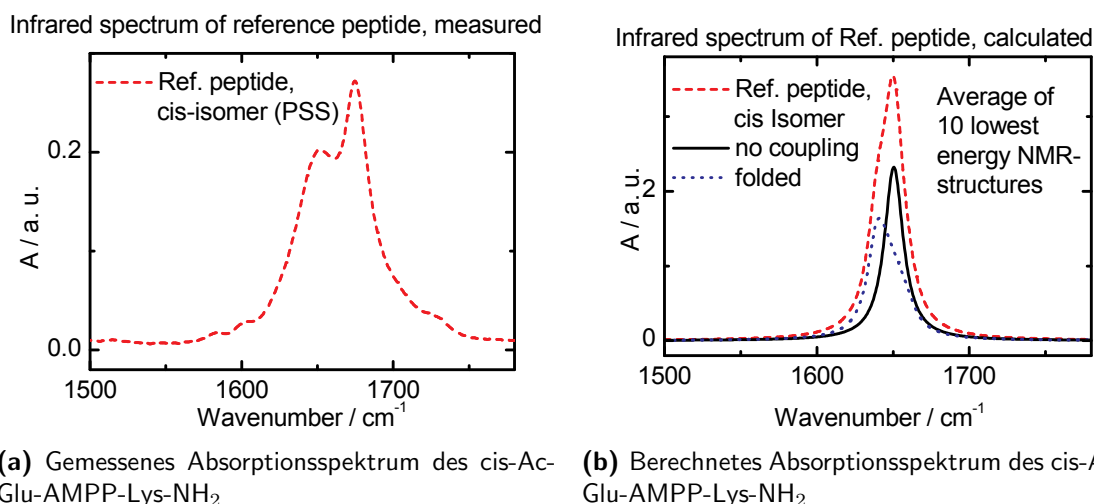 Infrared spectrum of reference peptide, measured
Ref. peptide,
cis-isomer (PSS)
0.2
0.0
A / a. u.
1500
1600
1700
Wavenumber / cm⁻¹
(a) Gemessenes Absorptionsspektrum des cis-Ac-
Glu-AMPP-Lys-NH₂
Infrared spectrum of Ref. peptide, calculated
Ref. peptide,
cis Isomer
no coupling
folded
Average of
10 lowest
energy NMR-
structures
2
0
A / a. u.
1500
1600
1700
Wavenumber / cm⁻¹
(b) Berechnetes Absorptionsspektrum des cis-A
Glu-AMPP-Lys-NH₂